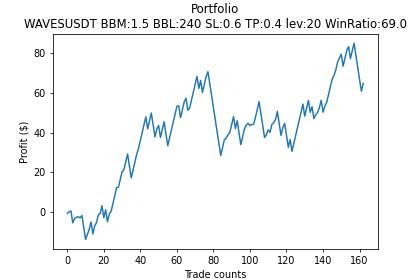 Portfolio
WAVESUSDT BBM:1.5 BBL:240 SL:0.6 TP:0.4 lev:20 WinRatio:69.0
80
60
40
20
0
Profit ($)
0 20 40 60 80 100 120 140 160
Trade counts